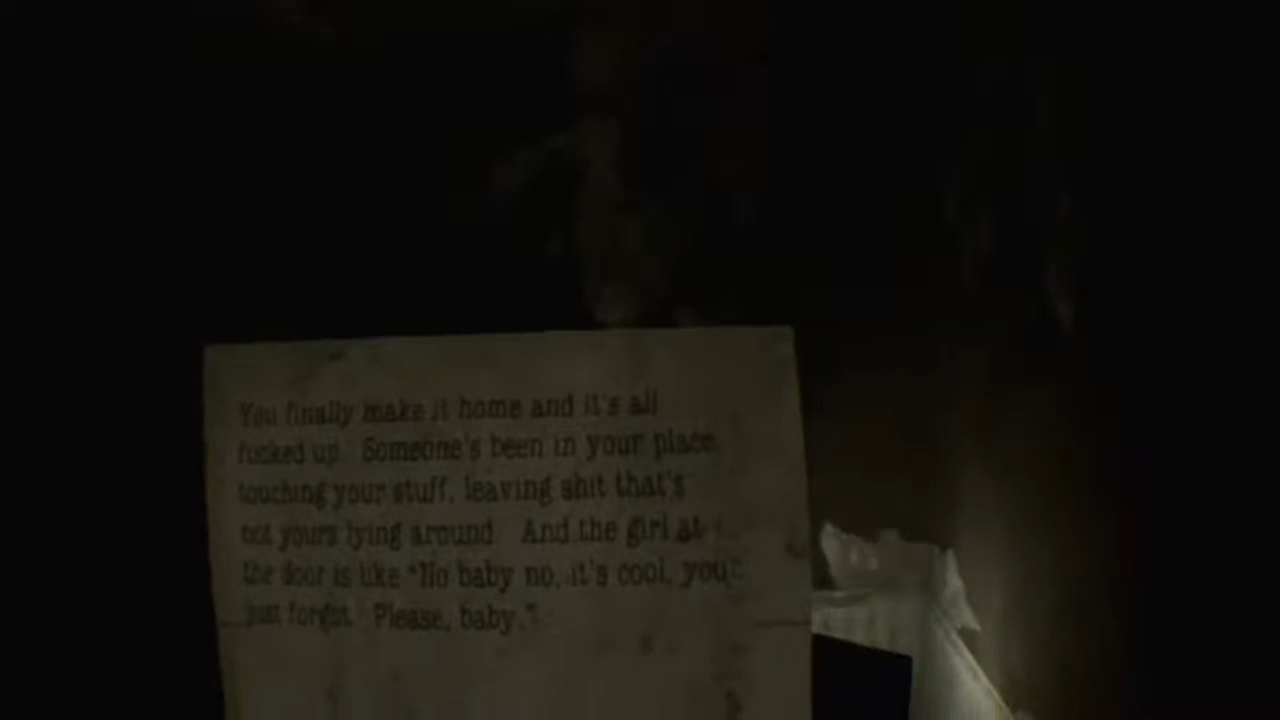 You finally make it home and it's all
fucked up. Someone's been in your place,
touching your stuff, leaving shit that's
not yours lying around. And the girl at
the door is like "No baby no, it's cool, you
just forgot. Please, baby."